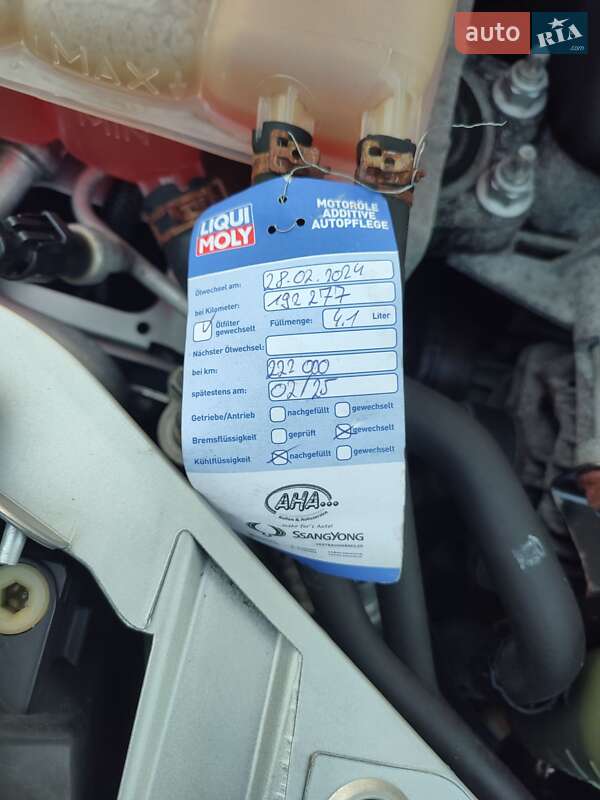 auto RIA.com
MAX
MIN
LIQUI MOLY
MOTORÖLE
ADDITIVE
AUTOPFLEGE
Ölwechsel am: 28.02.2024
bei Kilometer: 192 277
Ölfilter gewechselt Füllmenge: 4,1 Liter
Nächster Ölwechsel:
bei km: 222 000
spätestens am: 02/25
Getriebe/Antrieb nachgefüllt gewechselt
Bremsflüssigkeit geprüft gewechselt
Kühlflüssigkeit nachgefüllt gewechselt
AHA...
SSANGYONG
VERTRAGSHÄNDLER